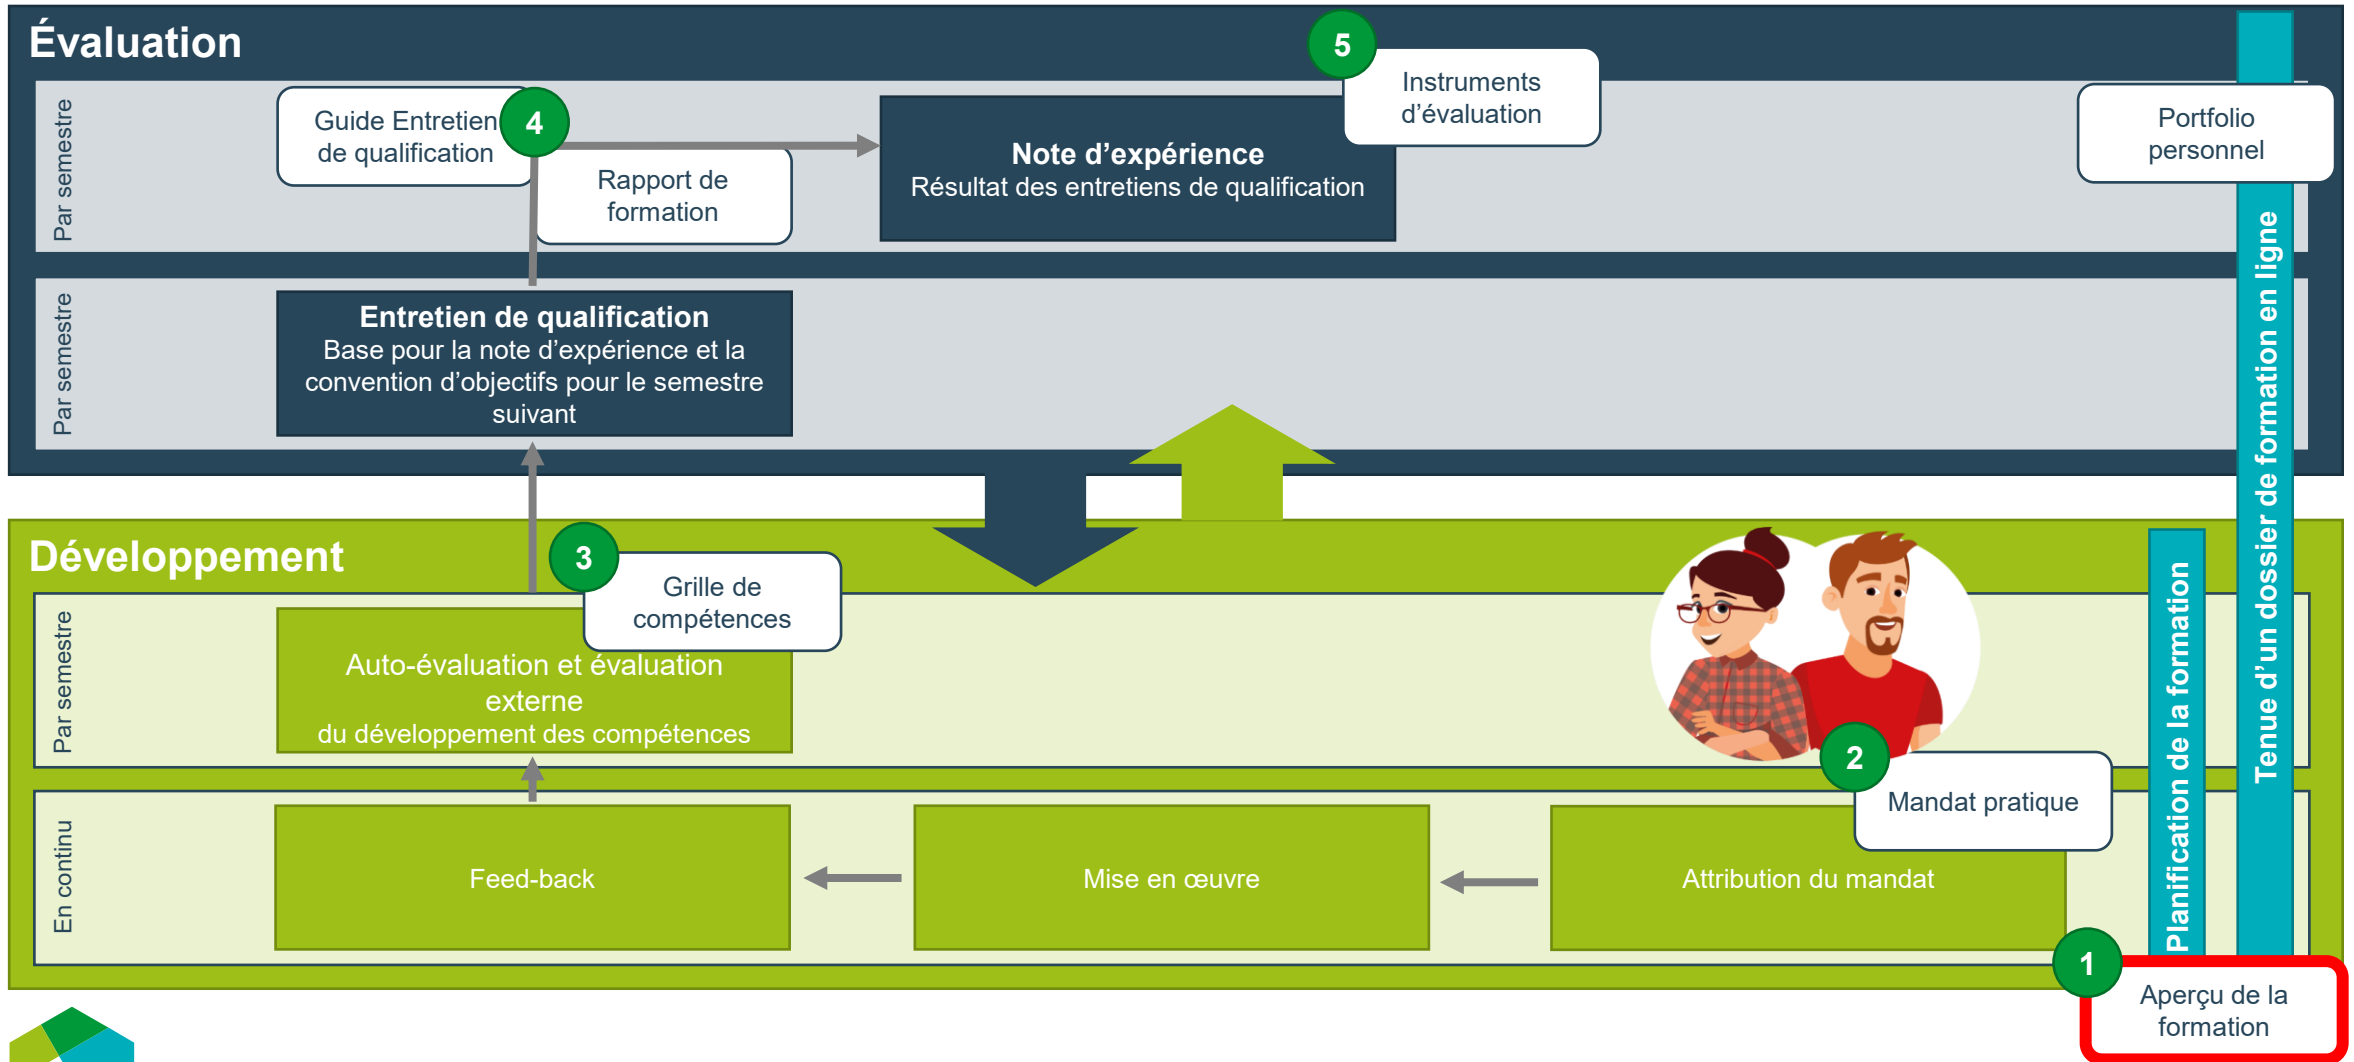 Évaluation
5
Instruments
d’évaluation
Par semestre
Guide Entretien
de qualification
4
Rapport de
formation
Note d’expérience
Résultat des entretiens de qualification
Portfolio
personnel
Par semestre
Entretien de qualification
Base pour la note d’expérience et la
convention d’objectifs pour le semestre
suivant
Tenue d’un dossier de formation en ligne
Développement
3
Grille de
compétences
Par semestre
Auto-évaluation et évaluation
externe
du développement des compétences
Planification de la formation
2
Mandat pratique
En continu
Feed-back
Mise en œuvre
Attribution du mandat
1
Aperçu de la
formation